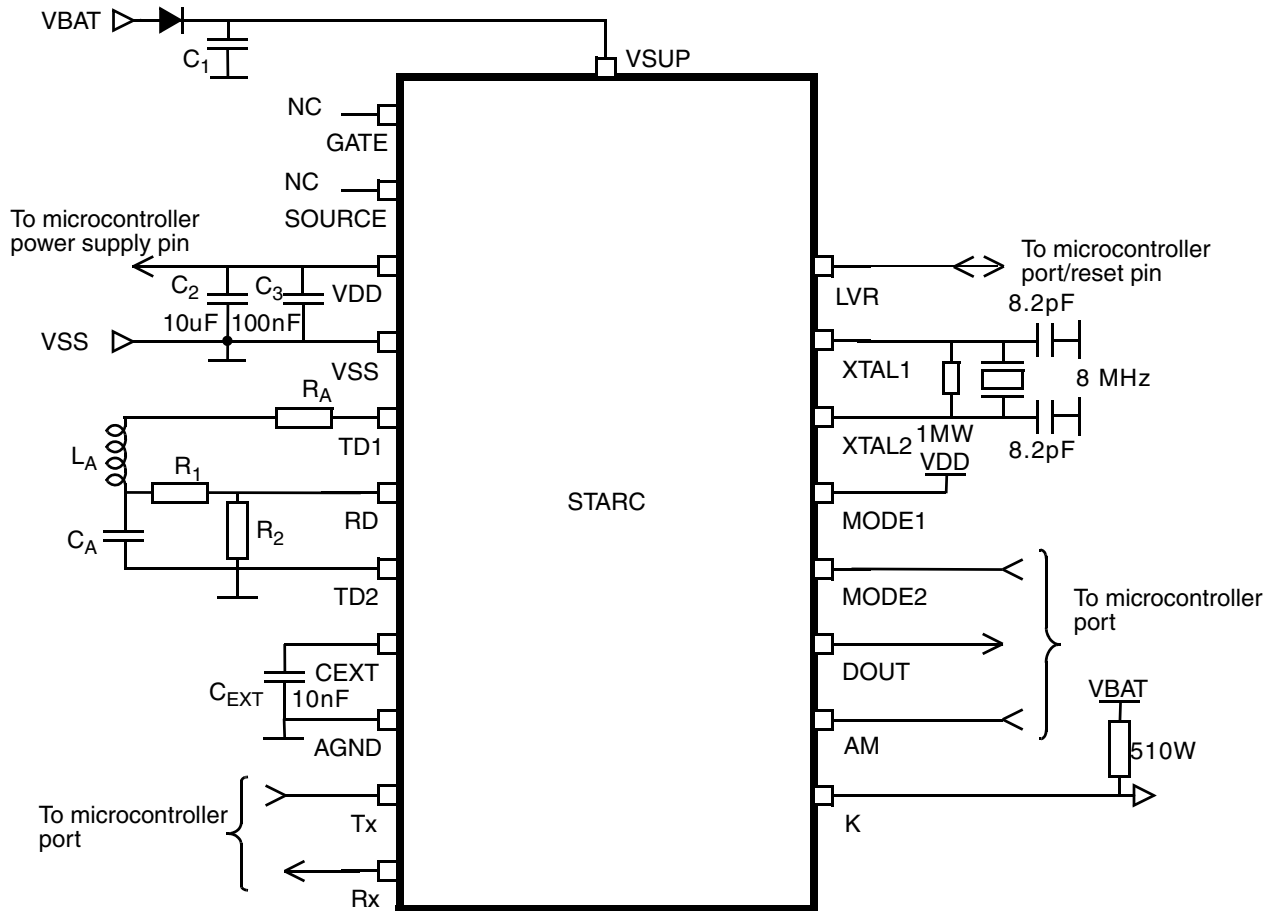 VBAT
C1
VSUP
NC
GATE
NC
SOURCE
To microcontroller
power supply pin
C2
C3
VDD
10uF
100nF
VSS
VSS
RA
TD1
LA
R1
RD
CA
R2
TD2
CEXT
CEXT
10nF
AGND
To microcontroller
port
Tx
Rx
STARC
To microcontroller
port/reset pin
LVR
8.2pF
XTAL1
8 MHz
XTAL2
1MW
8.2pF
VDD
MODE1
MODE2
To microcontroller
port
DOUT
VBAT
AM
510W
K